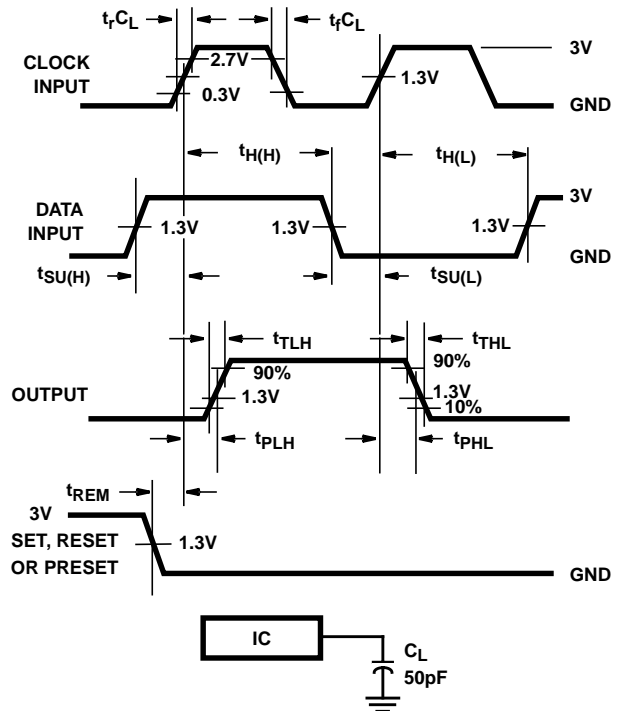 trCL
tfCL
CLOCK
INPUT
2.7V
0.3V
1.3V
3V
GND
tH(H)
tH(L)
DATA
INPUT
1.3V
1.3V
1.3V
3V
GND
tSU(H)
tSU(L)
tTLH
tTHL
OUTPUT
90%
1.3V
90%
1.3V
10%
tPLH
tPHL
tREM
3V
SET, RESET
OR PRESET
1.3V
GND
IC
CL
50pF